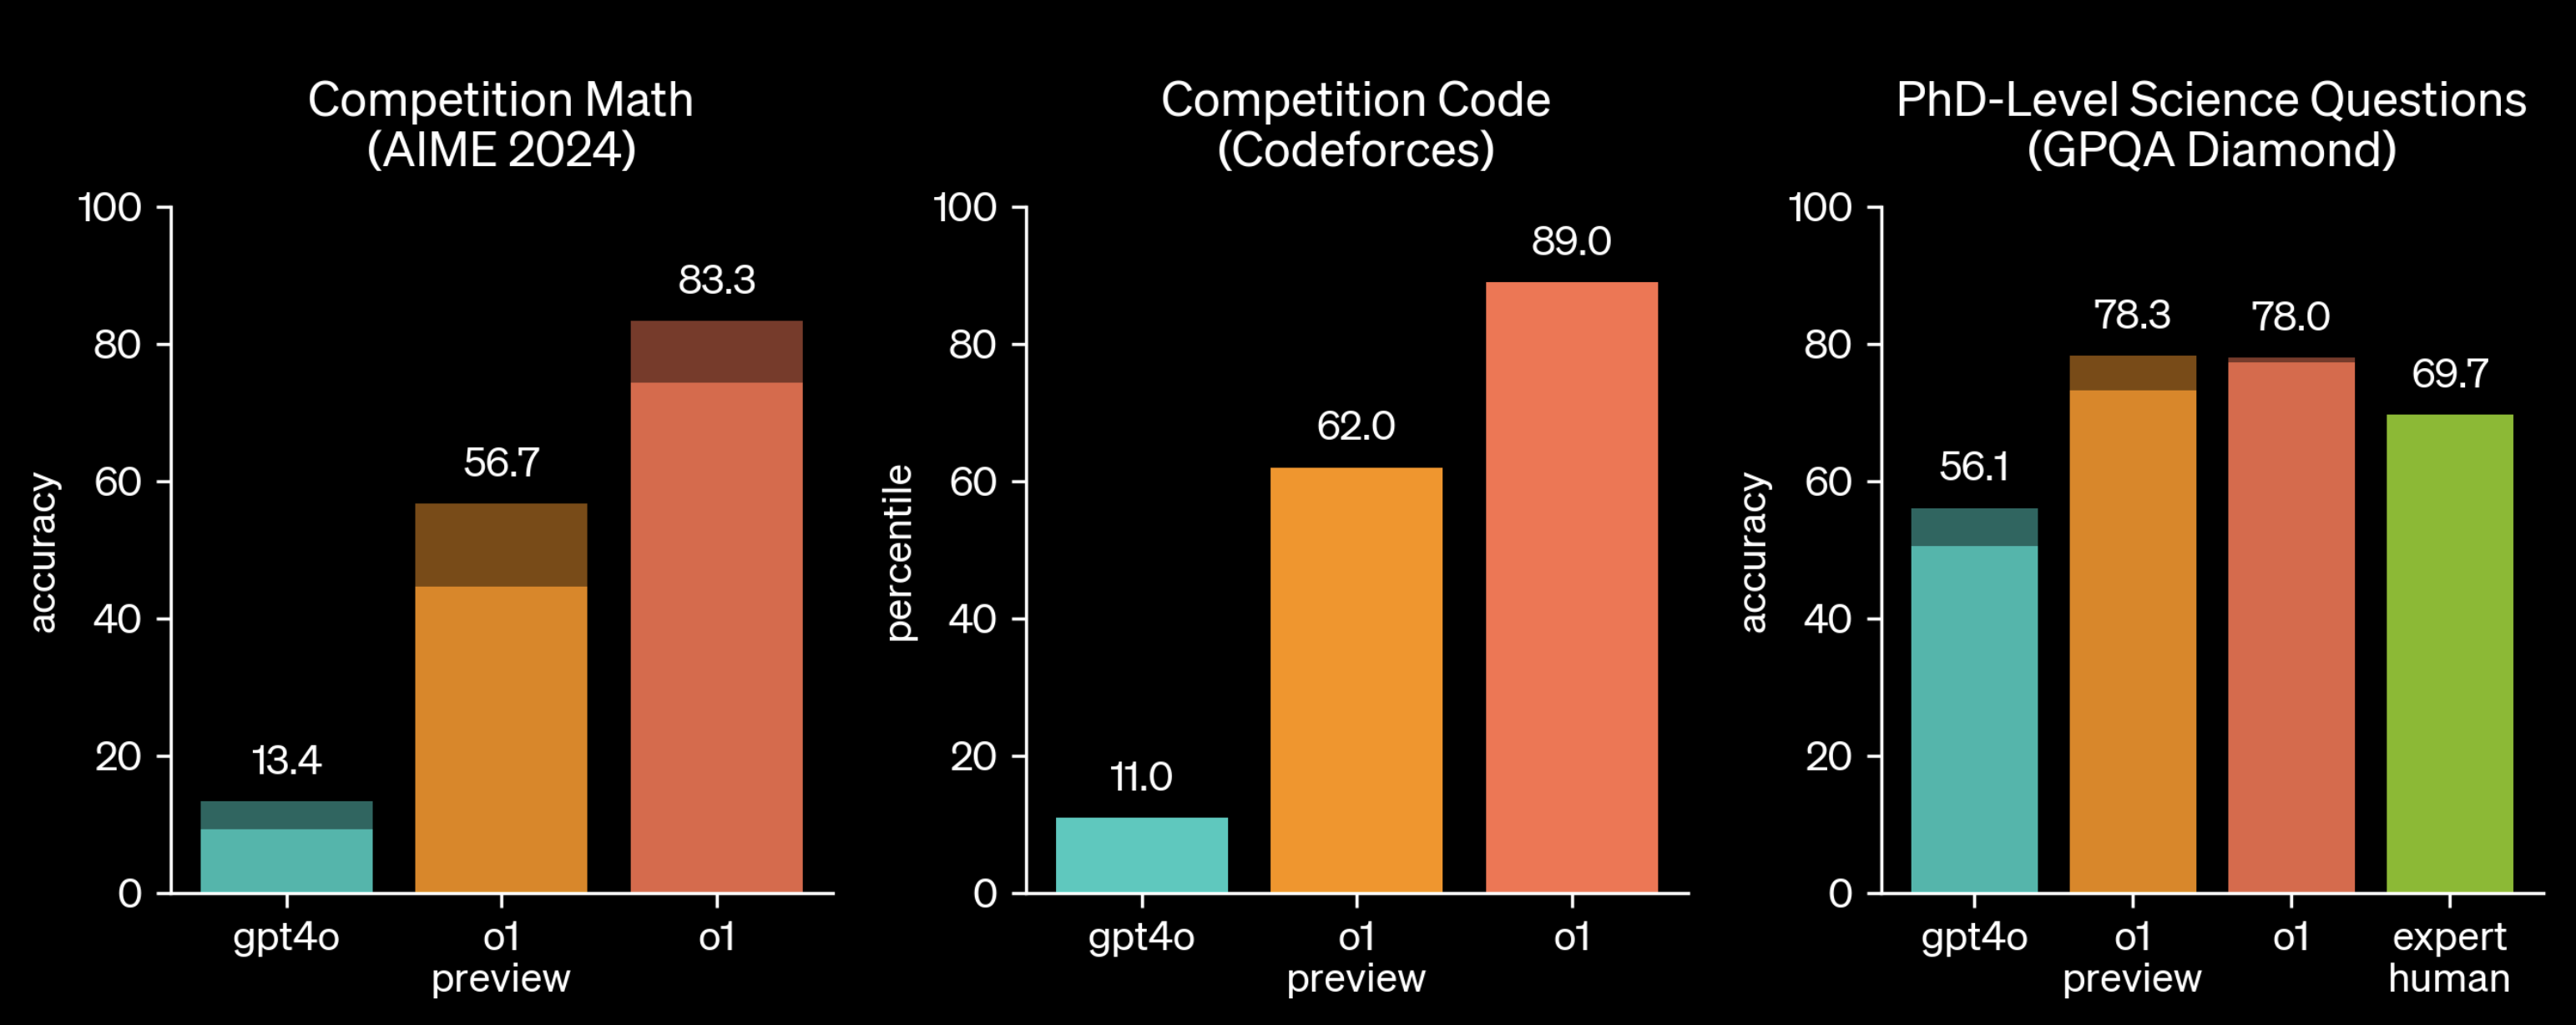 Competition Math
(AIME 2024)
accuracy
100
80
60
40
20
0
13.4
56.7
83.3
gpt4o
o1
preview
o1
Competition Code
(Codeforces)
percentile
100
80
60
40
20
0
11.0
62.0
89.0
gpt4o
o1
preview
o1
PhD-Level Science Questions
(GPQA Diamond)
accuracy
100
80
60
40
20
0
56.1
78.3
78.0
69.7
gpt4o
o1
preview
o1
expert
human